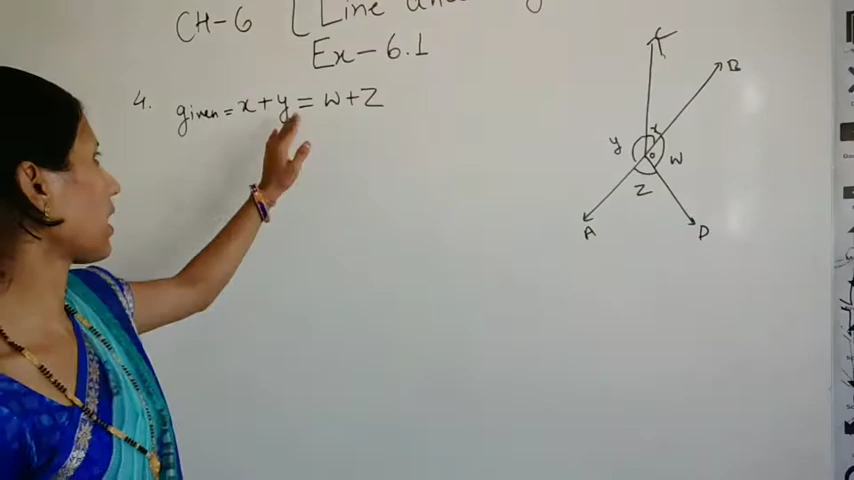 CH-6 [Line and
Ex-6.1
4. given = x+y = w+z
B
x
y
o
w
z
A
D